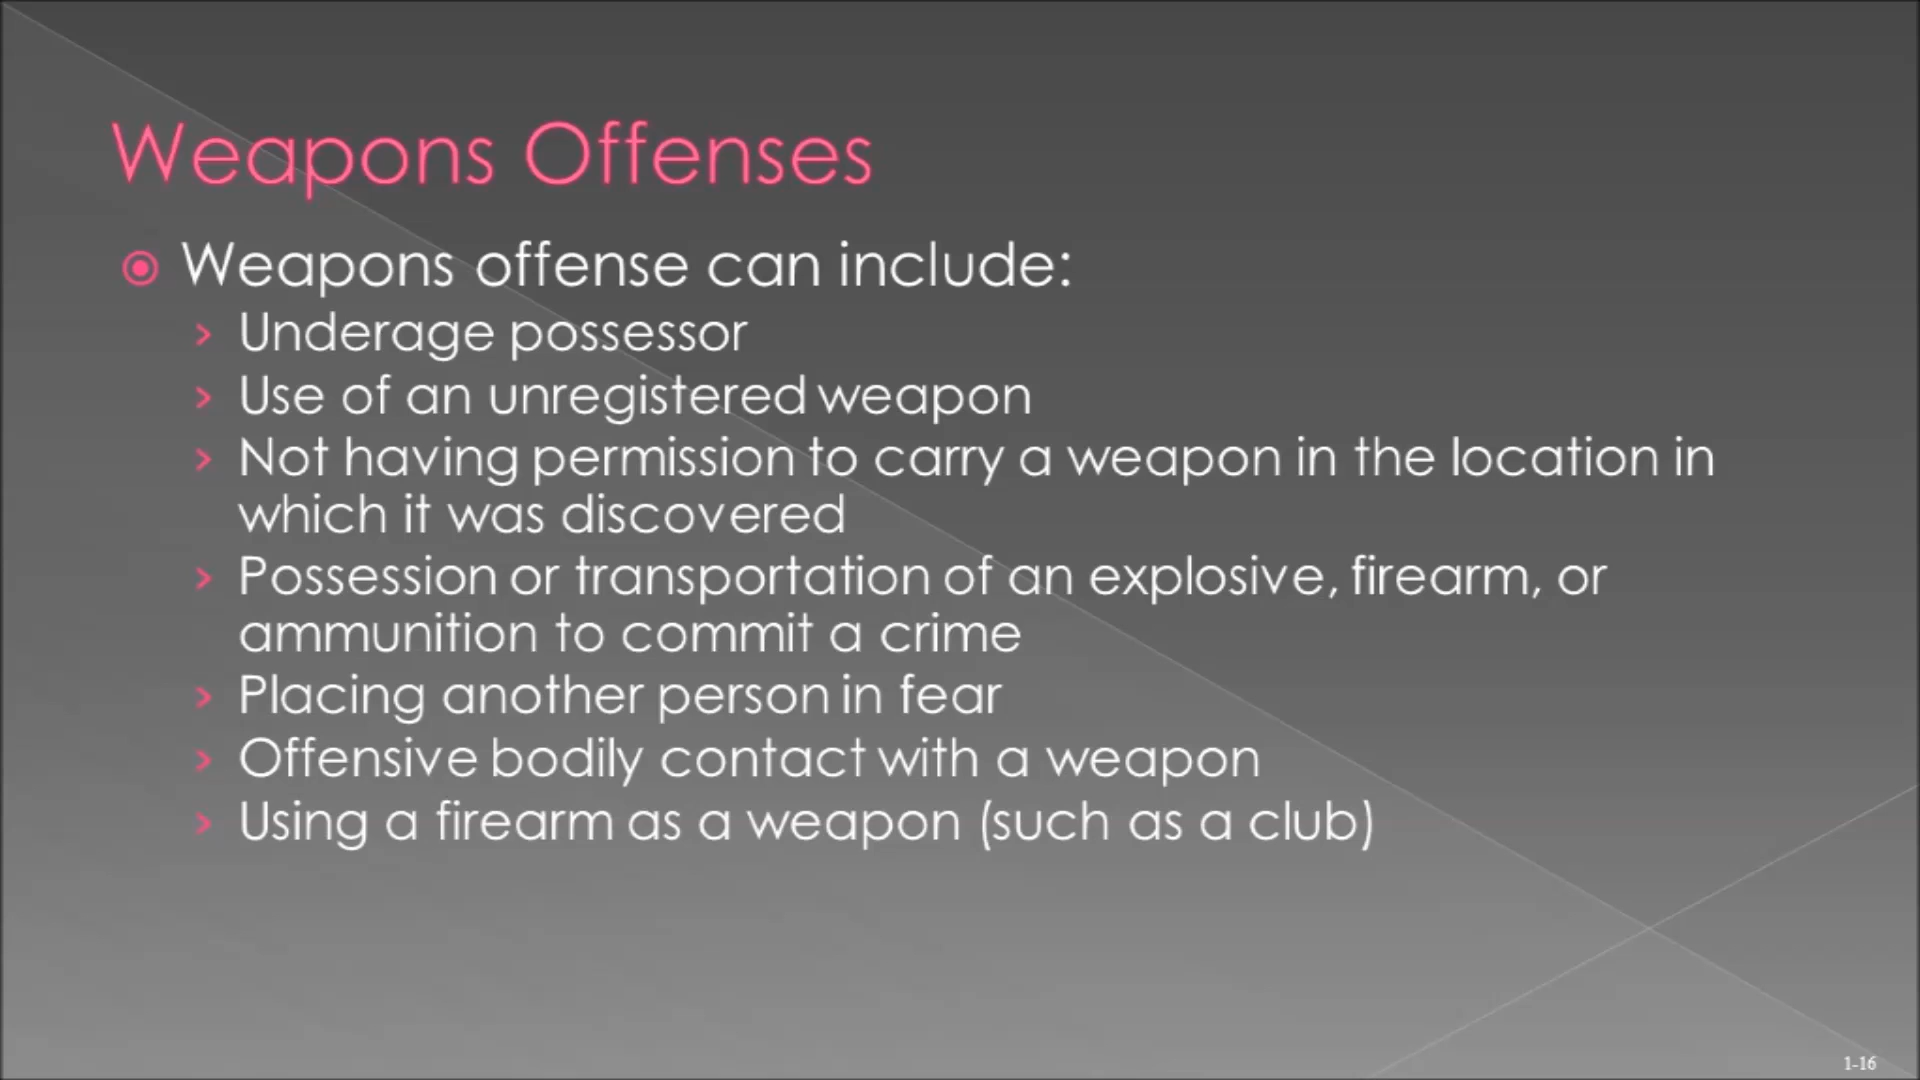 Weapons Offenses
Weapons offense can include:
Underage possessor
Use of an unregistered weapon
Not having permission to carry a weapon in the location in
which it was discovered
Possession or transportation of an explosive, firearm, or
ammunition to commit a crime
Placing another person in fear
Offensive bodily contact with a weapon
Using a firearm as a weapon (such as a club)
1-16